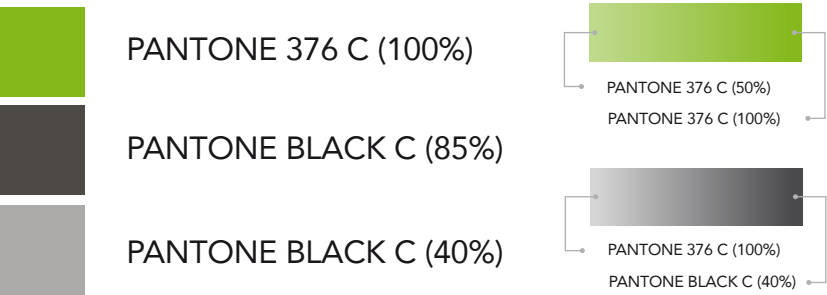 PANTONE 376 C (100%)
PANTONE BLACK C (85%)
PANTONE BLACK C (40%)
PANTONE 376 C (50%)
PANTONE 376 C (100%)
PANTONE 376 C (100%)
PANTONE BLACK C (40%)